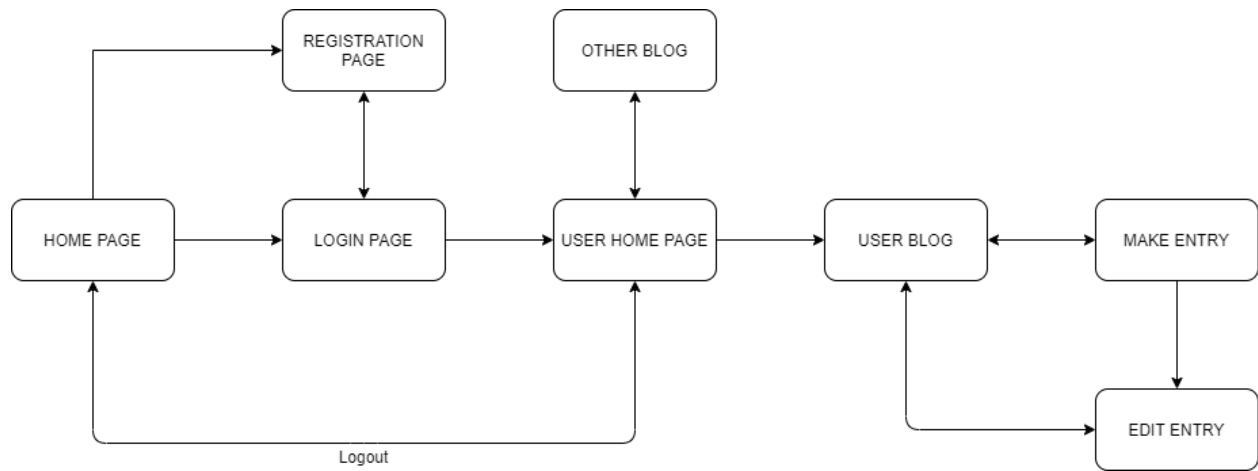 REGISTRATION
PAGE
OTHER BLOG
HOME PAGE
LOGIN PAGE
USER HOME PAGE
USER BLOG
MAKE ENTRY
EDIT ENTRY
Logout